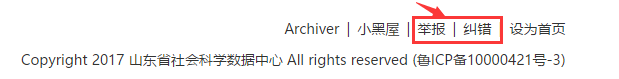 Archiver | 小黑屋 | 举报 | 纠错 设为首页
Copyright 2017 山东省社会科学数据中心 All rights reserved (鲁ICP备10000421号-3)